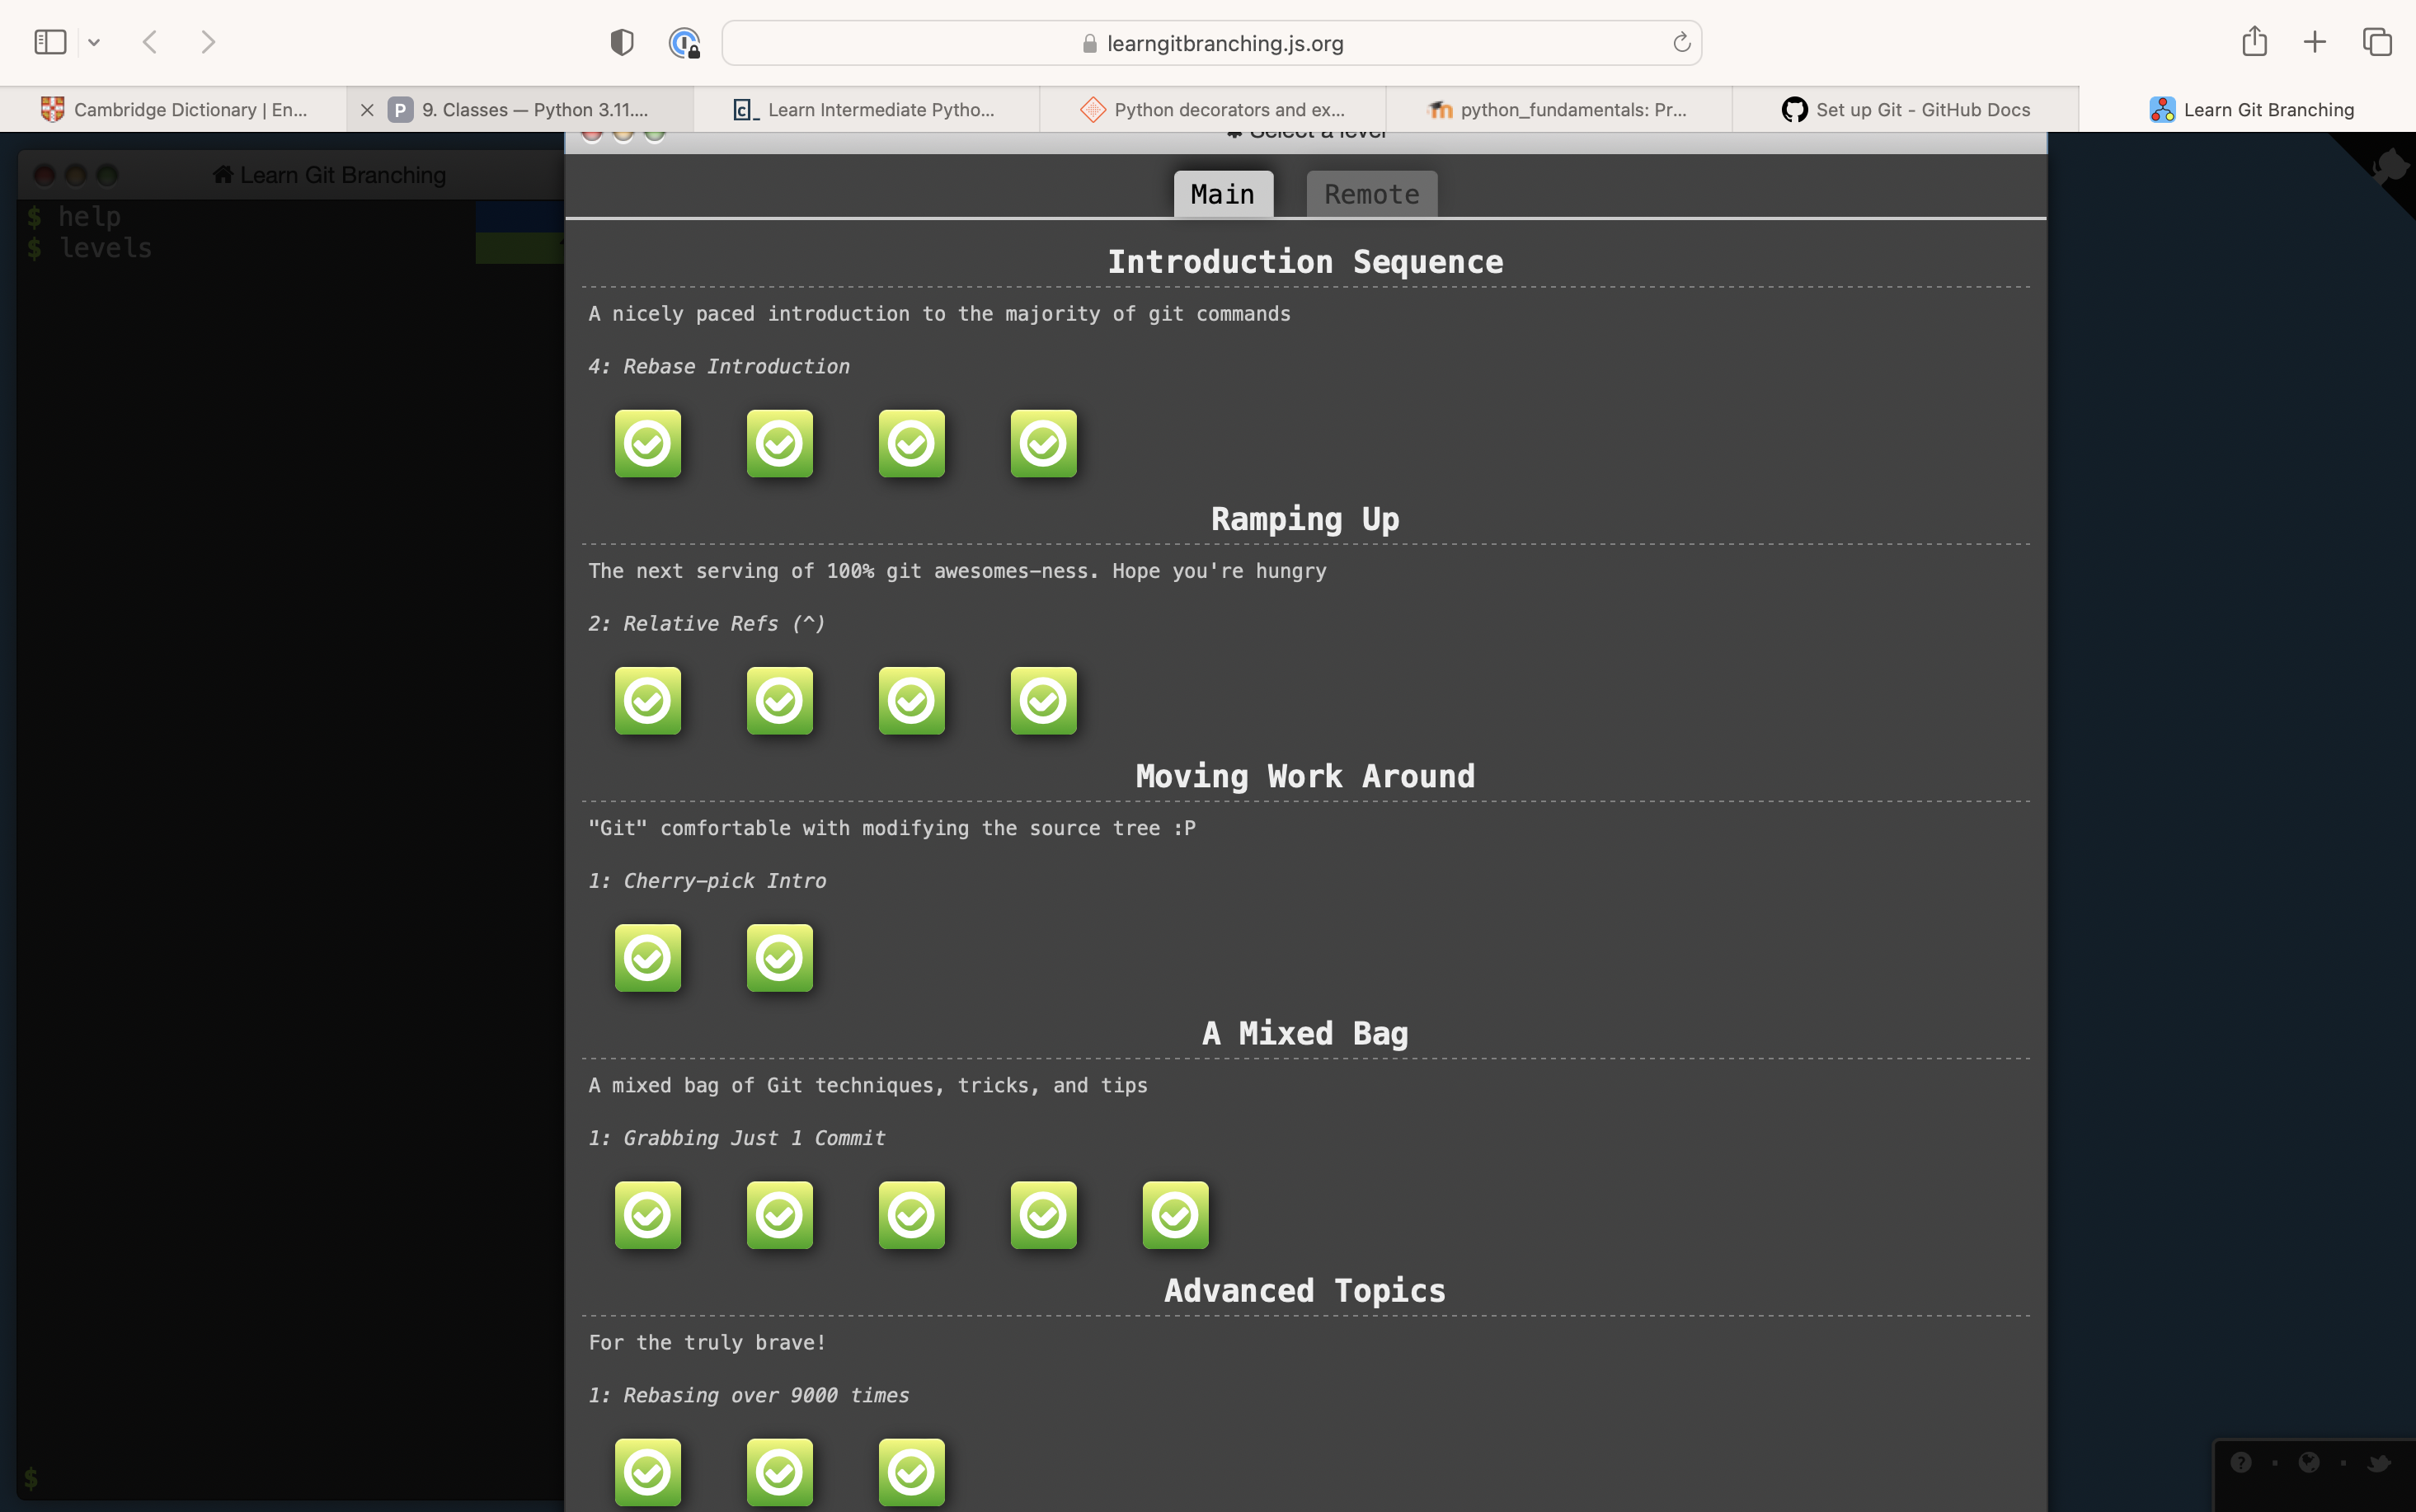 learngitbranching.js.org
Cambridge Dictionary | En...
P 9. Classes — Python 3.11....
c_ Learn Intermediate Pytho...
Python decorators and ex...
python_fundamentals: Pr...
Set up Git - GitHub Docs
Learn Git Branching
Select a level
Learn Git Branching
$ help
$ levels
$
Main
Remote
Introduction Sequence
A nicely paced introduction to the majority of git commands
4: Rebase Introduction
Ramping Up
The next serving of 100% git awesomes-ness. Hope you're hungry
2: Relative Refs (^)
Moving Work Around
"Git" comfortable with modifying the source tree :P
1: Cherry-pick Intro
A Mixed Bag
A mixed bag of Git techniques, tricks, and tips
1: Grabbing Just 1 Commit
Advanced Topics
For the truly brave!
1: Rebasing over 9000 times